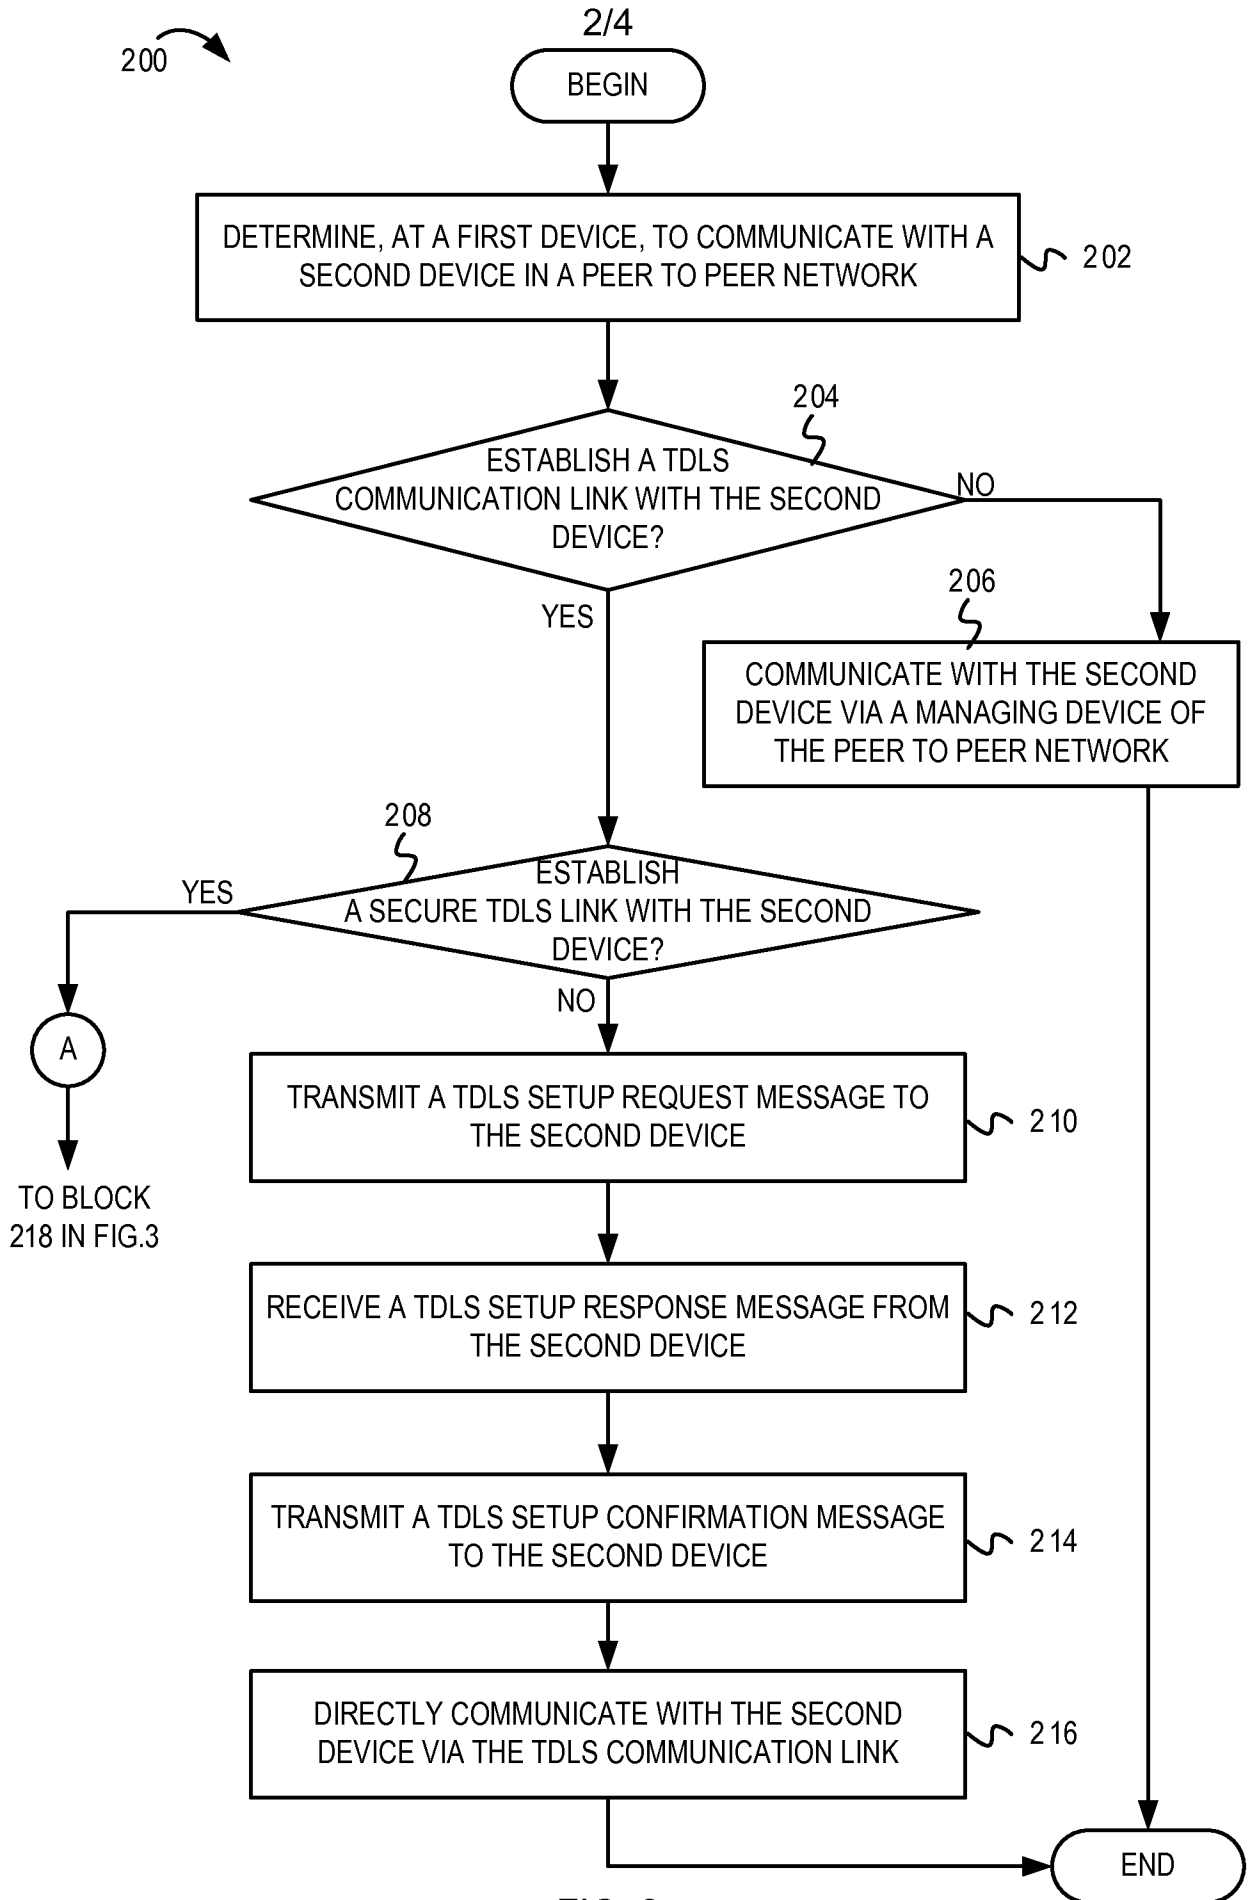 2/4
200
BEGIN
DETERMINE, AT A FIRST DEVICE, TO COMMUNICATE WITH A
SECOND DEVICE IN A PEER TO PEER NETWORK
202
204
ESTABLISH A TDLS
COMMUNICATION LINK WITH THE SECOND
DEVICE?
NO
YES
206
COMMUNICATE WITH THE SECOND
DEVICE VIA A MANAGING DEVICE OF
THE PEER TO PEER NETWORK
208
ESTABLISH
A SECURE TDLS LINK WITH THE SECOND
DEVICE?
YES
NO
A
TO BLOCK
218 IN FIG.3
TRANSMIT A TDLS SETUP REQUEST MESSAGE TO
THE SECOND DEVICE
210
RECEIVE A TDLS SETUP RESPONSE MESSAGE FROM
THE SECOND DEVICE
212
TRANSMIT A TDLS SETUP CONFIRMATION MESSAGE
TO THE SECOND DEVICE
214
DIRECTLY COMMUNICATE WITH THE SECOND
DEVICE VIA THE TDLS COMMUNICATION LINK
216
END